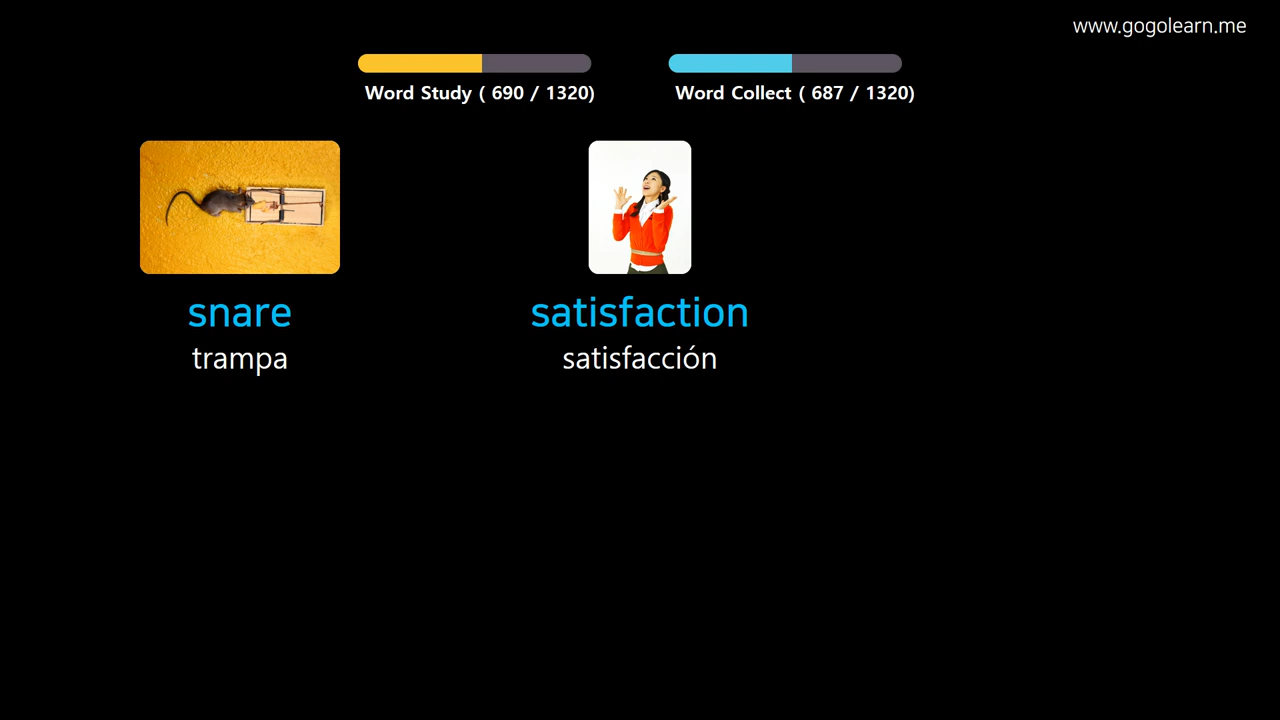 www.gogolearn.me
Word Study ( 690 / 1320)
Word Collect ( 687 / 1320)
snare
trampa
satisfaction
satisfacción